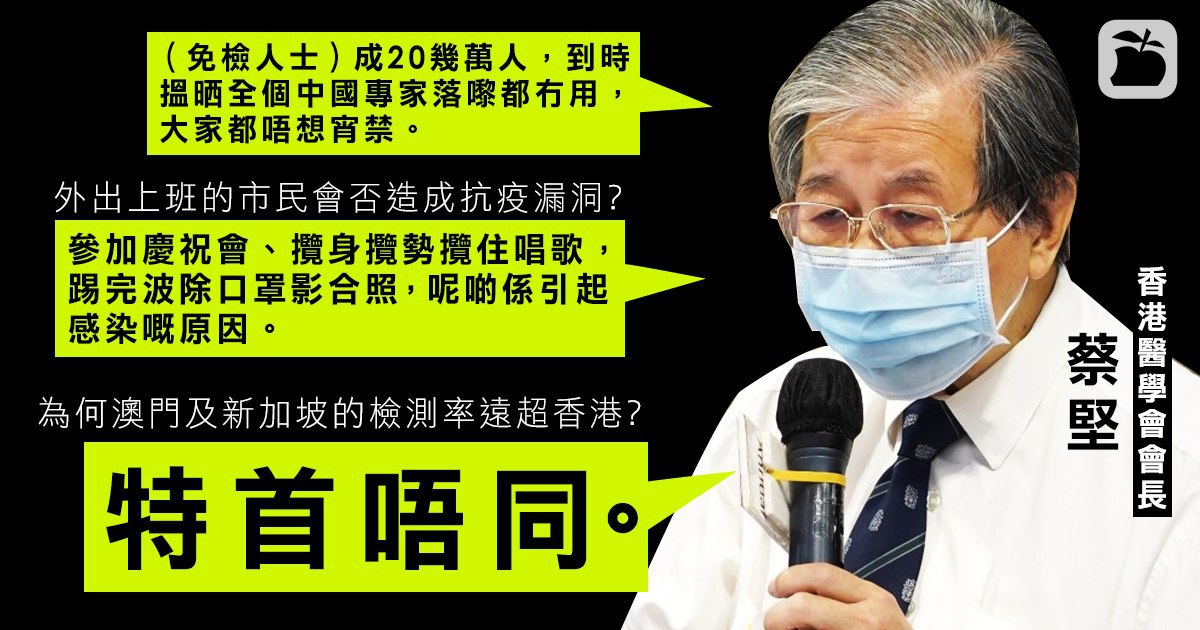 （免檢人士）成20幾萬人，到時
搵晒全個中國專家落嚟都冇用，
大家都唔想宵禁。
外出上班的市民會否造成抗疫漏洞?
參加慶祝會、攬身攬勢攬住唱歌，
踢完波除口罩影合照，呢啲係引起
感染嘅原因。
為何澳門及新加坡的檢測率遠超香港?
特首唔同。
香港醫學會會長
蔡堅